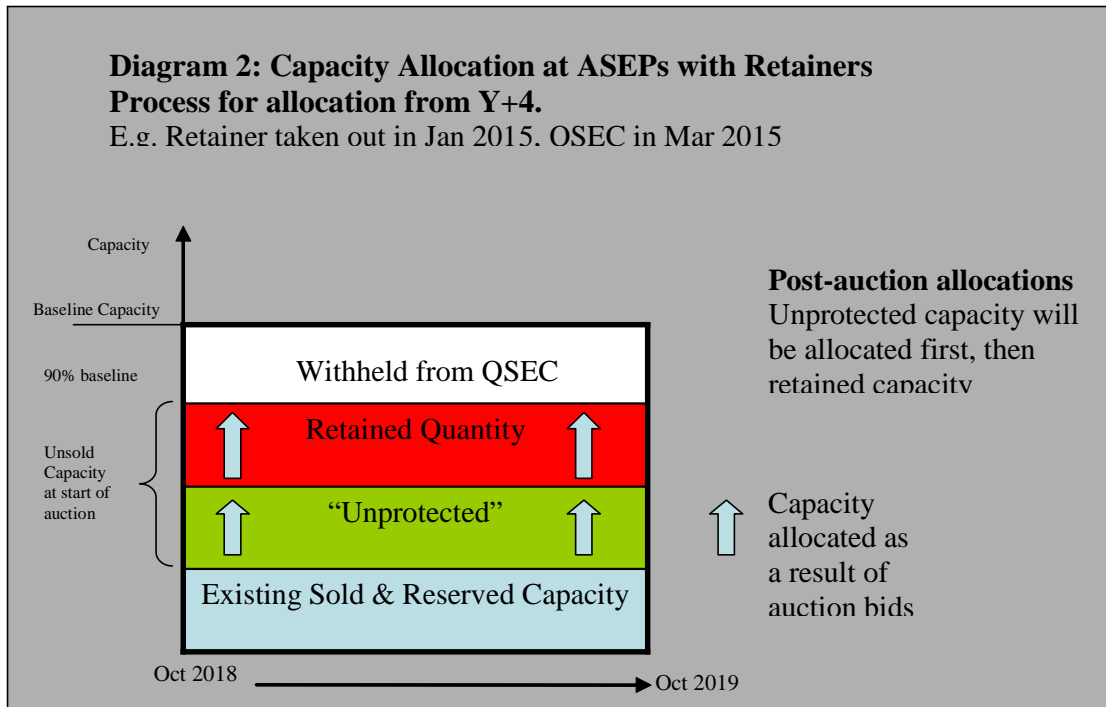 Diagram 2: Capacity Allocation at ASEPs with Retainers
Process for allocation from Y+4.
E.g. Retainer taken out in Jan 2015, QSEC in Mar 2015
Capacity
Baseline Capacity
90% baseline
Unsold
Capacity
at start of
auction
Withheld from QSEC
Retained Quantity
“Unprotected”
Existing Sold & Reserved Capacity
Oct 2018
Oct 2019
Post-auction allocations
Unprotected capacity will
be allocated first, then
retained capacity
Capacity
allocated as
a result of
auction bids